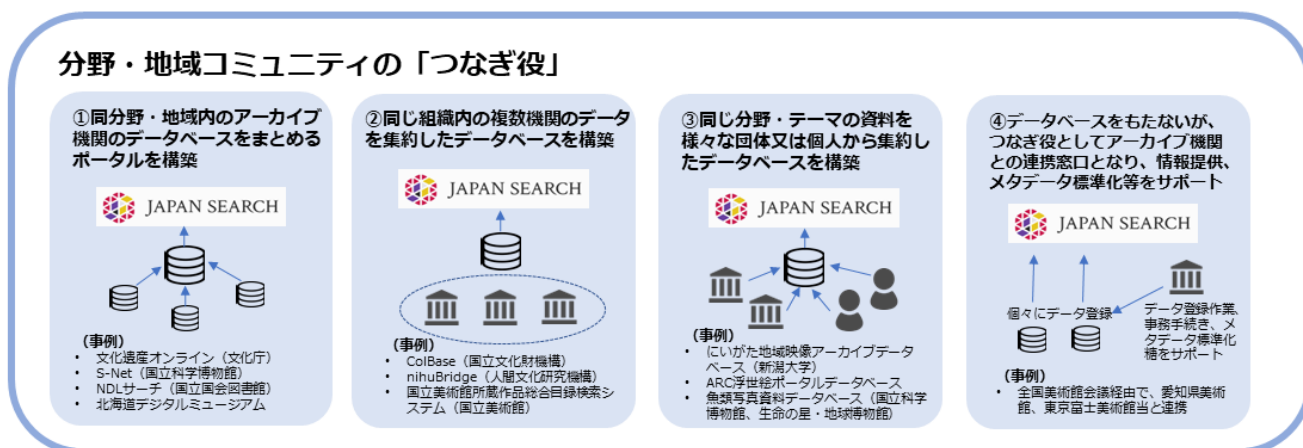 分野・地域コミュニティの「つなぎ役」
①同分野・地域内のアーカイブ
機関のデータベースをまとめる
ポータルを構築
JAPAN SEARCH
（事例）
• 文化遺産オンライン（文化庁）
• S-Net（国立科学博物館）
• NDLサーチ（国立国会図書館）
• 北海道デジタルミュージアム
②同じ組織内の複数機関のデータ
を集約したデータベースを構築
JAPAN SEARCH
（事例）
• ColBase（国立文化財機構）
• nihuBridge（人間文化研究機構）
• 国立美術館所蔵作品総合目録検索シ
ステム（国立美術館）
③同じ分野・テーマの資料を
様々な団体又は個人から集約し
たデータベースを構築
JAPAN SEARCH
（事例）
• にいがた地域映像アーカイブデータ
ベース（新潟大学）
• ARC浮世絵ポータルデータベース
• 魚類写真資料データベース（国立科学
博物館、生命の星・地球博物館）
④データベースをもたないが、
つなぎ役としてアーカイブ機関
との連携窓口となり、情報提供、
メタデータ標準化等をサポート
JAPAN SEARCH
個々にデータ登録
データ登録作業、
事務手続き、メ
タデータ標準化
糖をサポート
（事例）
• 全国美術館会議経由で、愛知県美術
館、東京富士美術館当と連携